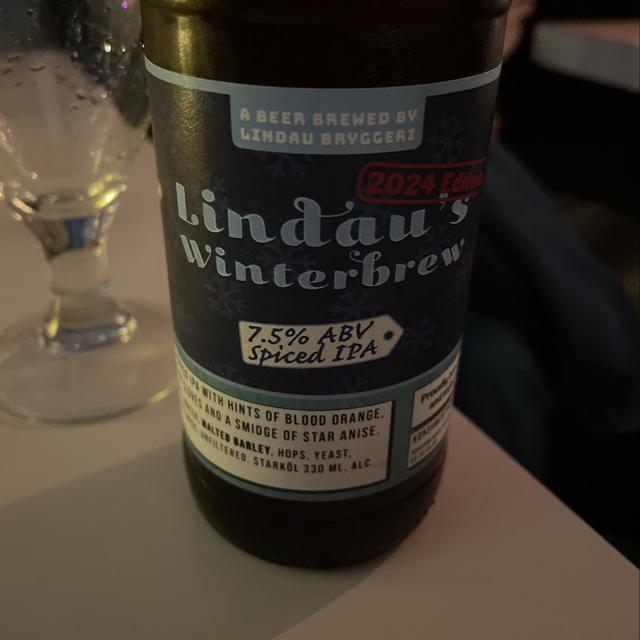 A BEER BREWED BY
LINDAU BRYGGERI
2024 Edition
Lindau's
Winterbrew
7.5% ABV
Spiced IPA
IPA WITH HINTS OF BLOOD ORANGE,
AND A SMIDGE OF STAR ANISE.
MALTED BARLEY, HOPS, YEAST,
UNFILTERED. STARKÖL 330 ML, ALC
Proudly